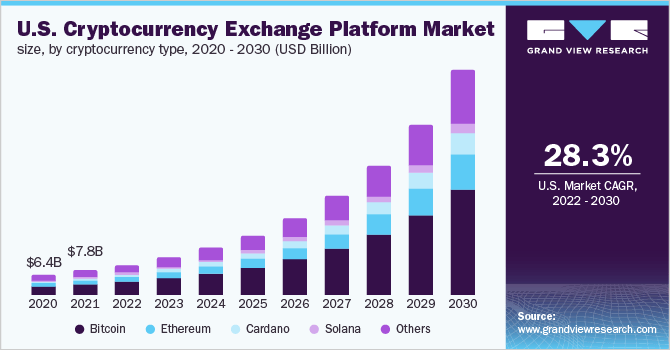 U.S. Cryptocurrency Exchange Platform Market
size, by cryptocurrency type, 2020 - 2030 (USD Billion)
$6.4B
$7.8B
2020 2021 2022 2023 2024 2025 2026 2027 2028 2029 2030
Bitcoin Ethereum Cardano Solana Others
GRAND VIEW RESEARCH
28.3%
U.S. Market CAGR,
2022 - 2030
Source:
www.grandviewresearch.com